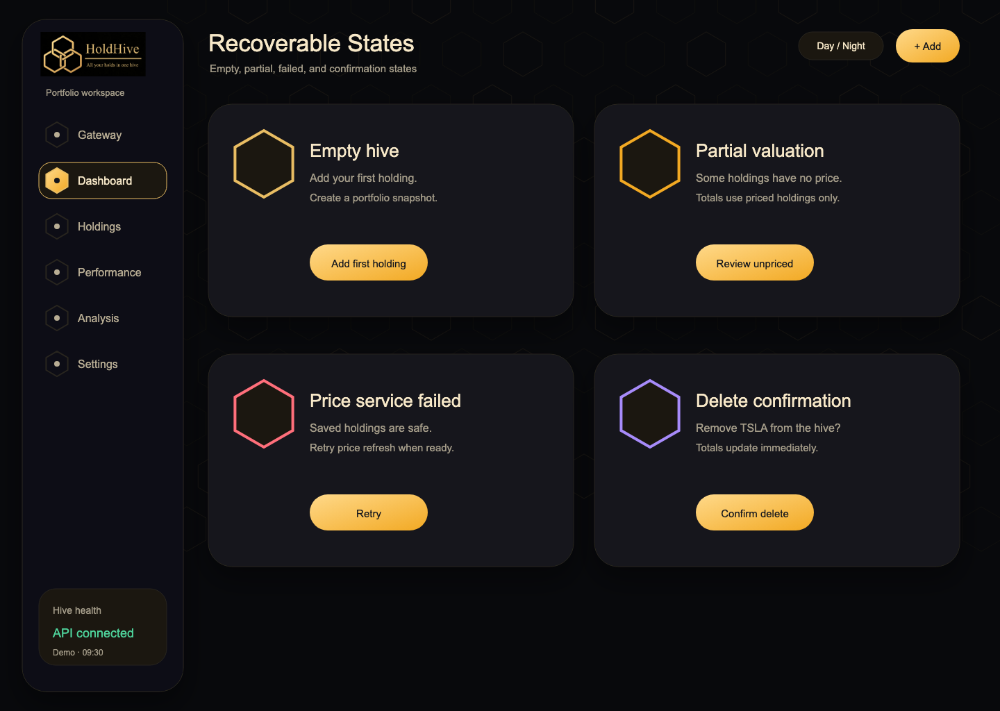 HoldHive
All your holds in one hive
Portfolio workspace
Gateway
Dashboard
Holdings
Performance
Analysis
Settings
Hive health
API connected
Demo · 09:30
Recoverable States
Empty, partial, failed, and confirmation states
Day / Night
+ Add
Empty hive
Add your first holding.
Create a portfolio snapshot.
Add first holding
Partial valuation
Some holdings have no price.
Totals use priced holdings only.
Review unpriced
Price service failed
Saved holdings are safe.
Retry price refresh when ready.
Retry
Delete confirmation
Remove TSLA from the hive?
Totals update immediately.
Confirm delete